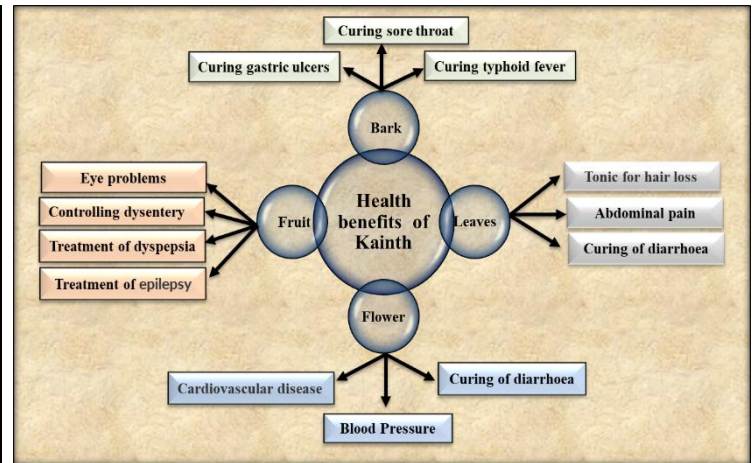 Curing sore throat
Curing gastric ulcers
Curing typhoid fever
Bark
Eye problems
Controlling dysentery
Treatment of dyspepsia
Treatment of epilepsy
Fruit
Health
benefits of
Kainth
Leaves
Tonic for hair loss
Abdominal pain
Curing of diarrhoea
Flower
Cardiovascular disease
Blood Pressure
Curing of diarrhoea